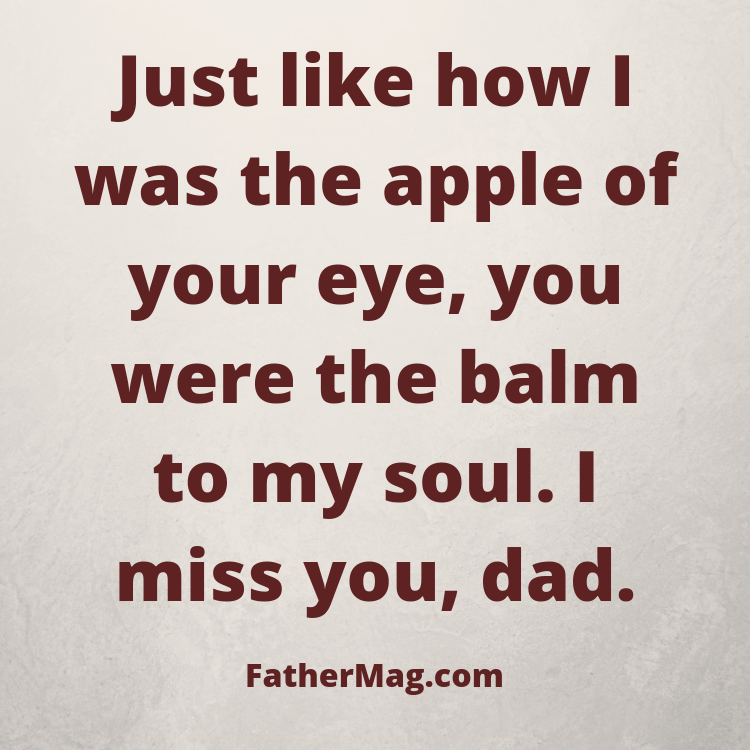 Just like how I
was the apple of
your eye, you
were the balm
to my soul. I
miss you, dad.
FatherMag.com